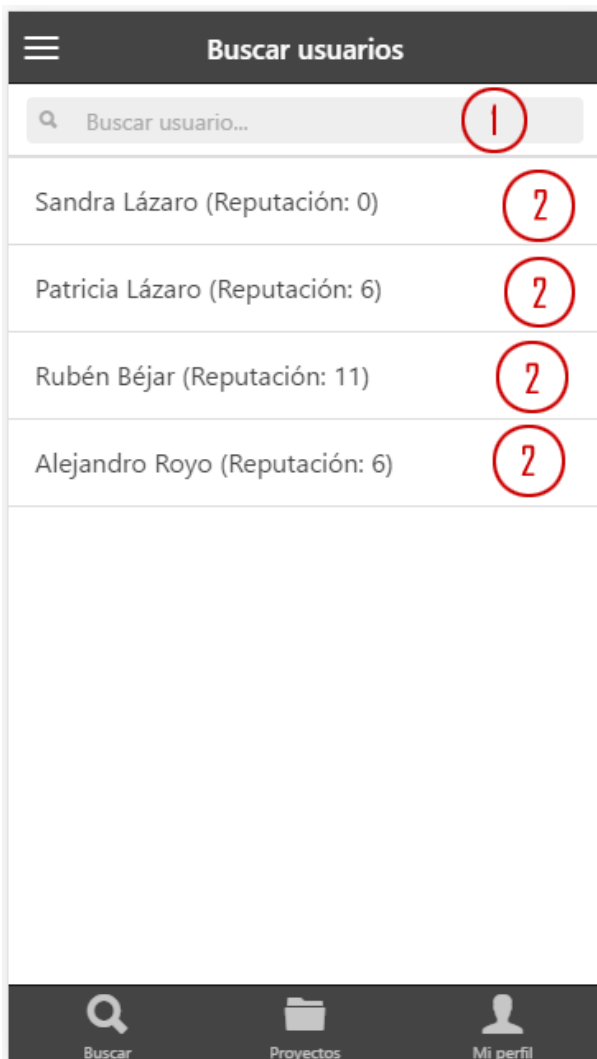 Buscar usuarios
Buscar usuario... 1
Sandra Lázaro (Reputación: 0) 2
Patricia Lázaro (Reputación: 6) 2
Rubén Béjar (Reputación: 11) 2
Alejandro Royo (Reputación: 6) 2
Buscar Proyectos Mi perfil